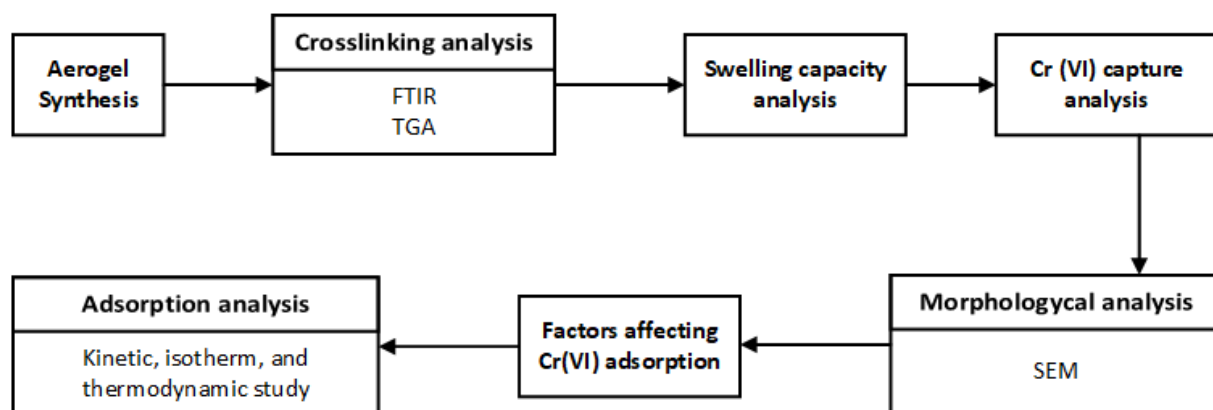 Aerogel
Synthesis
Crosslinking analysis
FTIR
TGA
Swelling capacity
analysis
Cr (VI) capture
analysis
Morphologycal analysis
SEM
Factors affecting
Cr(VI) adsorption
Adsorption analysis
Kinetic, isotherm, and
thermodynamic study